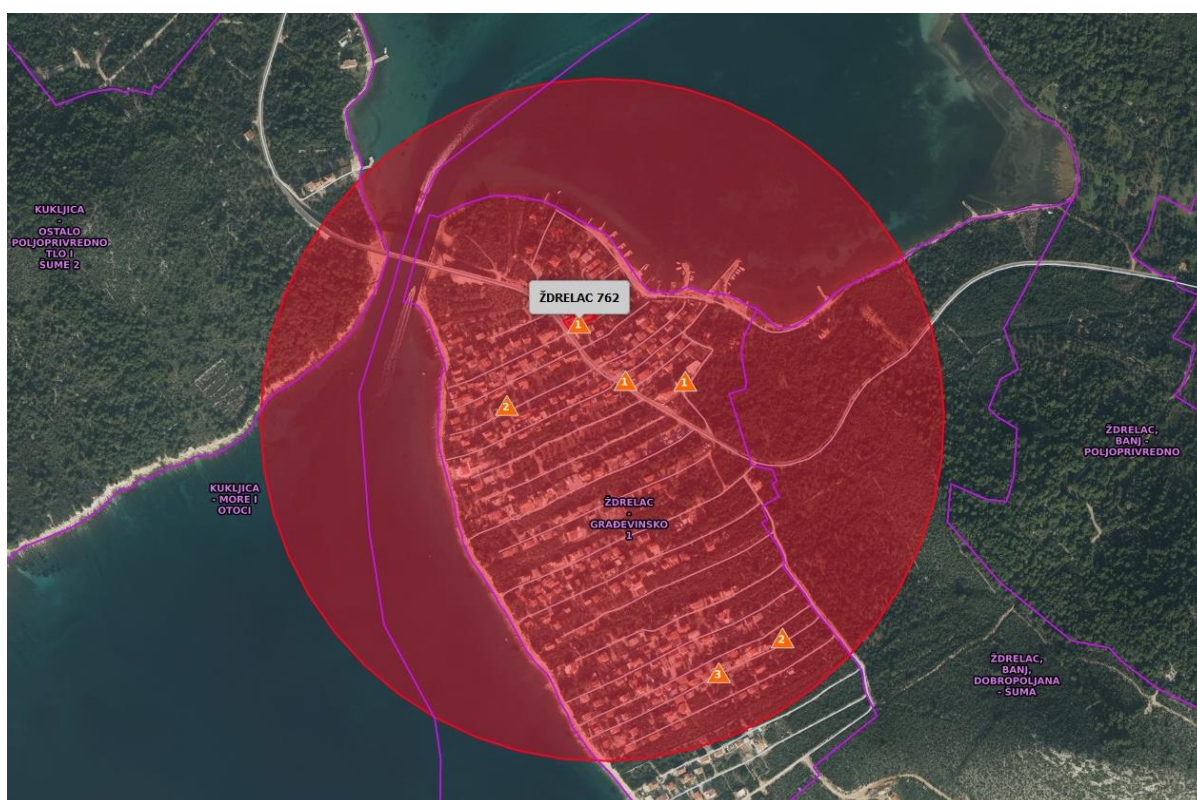 KUKLJICA
-
OSTALO
POLJOPRIVREDNO
TLO I
ŠUME 2
ŽDRELAC 762
1
1
1
2
KUKLJICA
- MORE I
OTOCI
ŽDRELAC
-
GRAĐEVINSKO
1
ŽDRELAC,
BANJ -
POLJOPRIVREDNO
2
3
ŽDRELAC,
BANJ,
DOBROPOLJANA
- ŠUMA